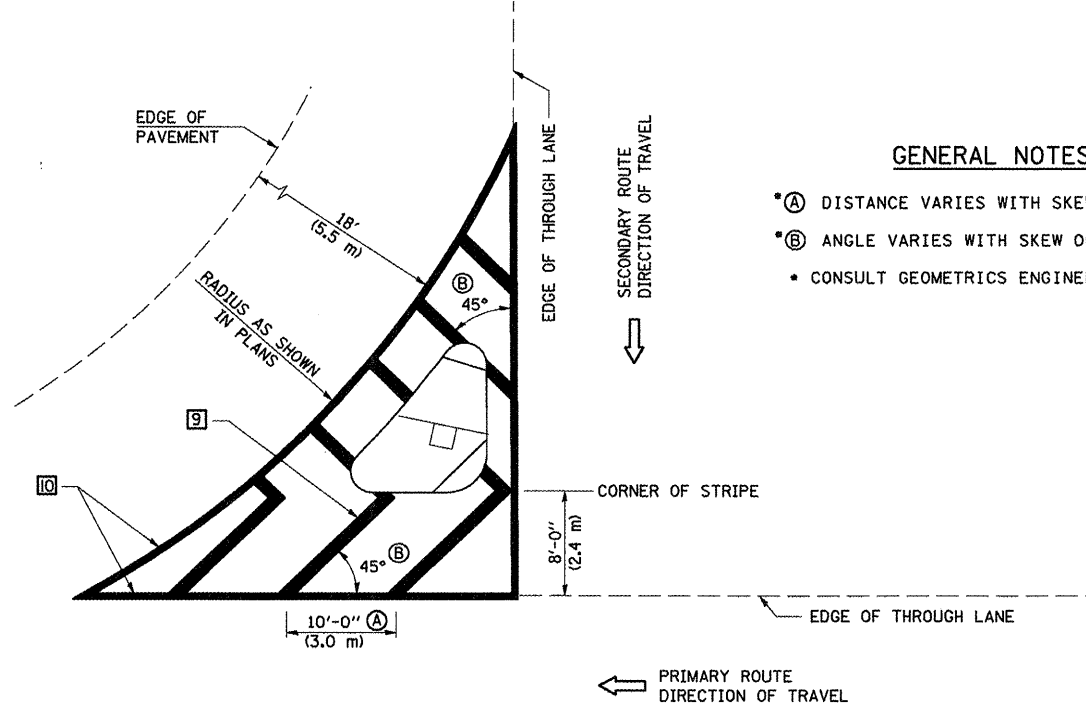 EDGE OF
PAVEMENT
18'
(5.5 m)
RADIUS AS SHOWN
IN PLANS
9
10
EDGE OF THROUGH LANE
SECONDARY ROUTE
DIRECTION OF TRAVEL
GENERAL NOTES
*Ⓐ DISTANCE VARIES WITH SKEW
*Ⓑ ANGLE VARIES WITH SKEW O
* CONSULT GEOMETRICS ENGINE
Ⓑ
45°
CORNER OF STRIPE
8'-0"
(2.4 m)
45° Ⓑ
10'-0" Ⓐ
(3.0 m)
EDGE OF THROUGH LANE
PRIMARY ROUTE
DIRECTION OF TRAVEL